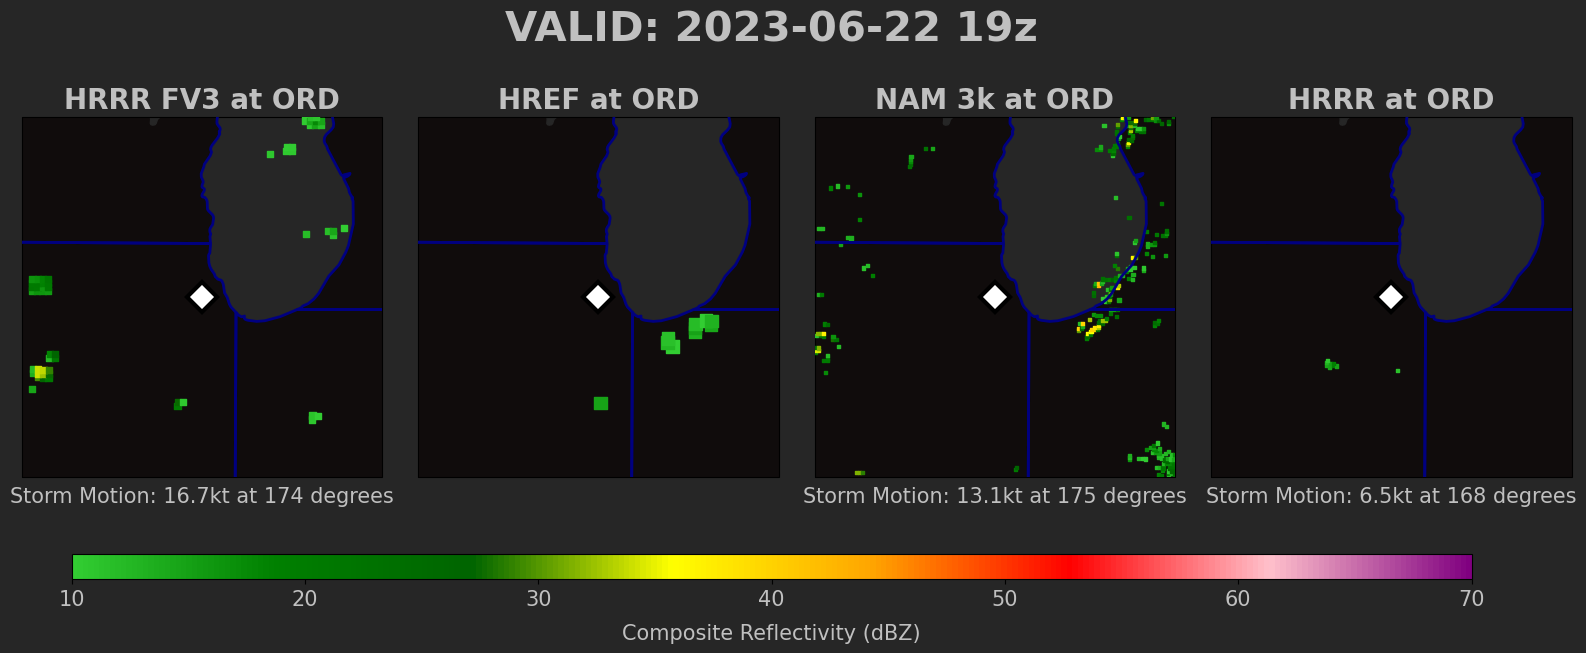 VALID: 2023-06-22 19z
HRRR FV3 at ORD
HREF at ORD
NAM 3k at ORD
HRRR at ORD
Storm Motion: 16.7kt at 174 degrees
Storm Motion: 13.1kt at 175 degrees
Storm Motion: 6.5kt at 168 degrees
10 20 30 40 50 60 70
Composite Reflectivity (dBZ)